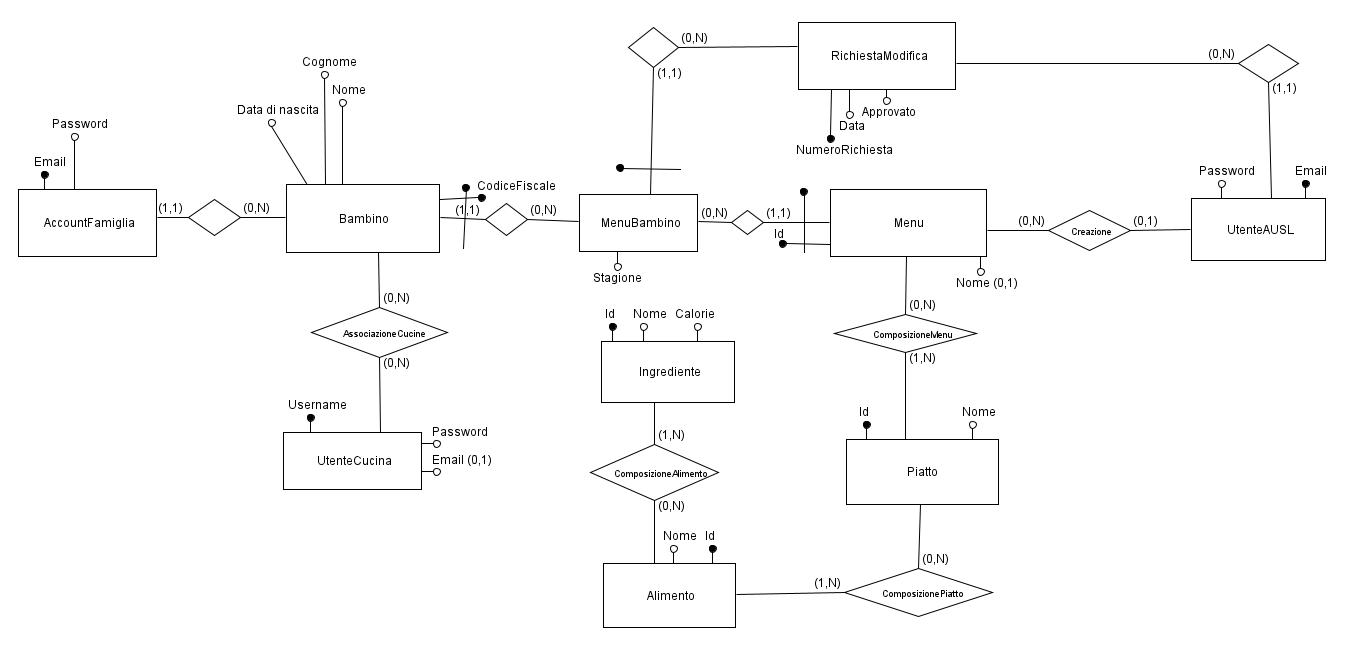 (0,N)
RichiestaModifica
(0,N)
(1,1)
(1,1)
Approvato
Data
NumeroRichiesta
Cognome
Nome
Data di nascita
Password
Email
AccountFamiglia
(1,1)
(0,N)
Bambino
CodiceFiscale
(1,1)
(0,N)
MenuBambino
Stagione
(0,N)
(1,1)
Id
Menu
Nome (0,1)
(0,N)
Creazione
(0,1)
Password
Email
UtenteAUSL
(0,N)
AssociazioneCucine
(0,N)
Username
UtenteCucina
Password
Email (0,1)
Id
Nome
Calorie
Ingrediente
(1,N)
ComposizioneAlimento
(0,N)
Nome
Id
Alimento
(0,N)
ComposizioneMenu
(1,N)
Id
Nome
Piatto
(0,N)
(1,N)
ComposizionePiatto